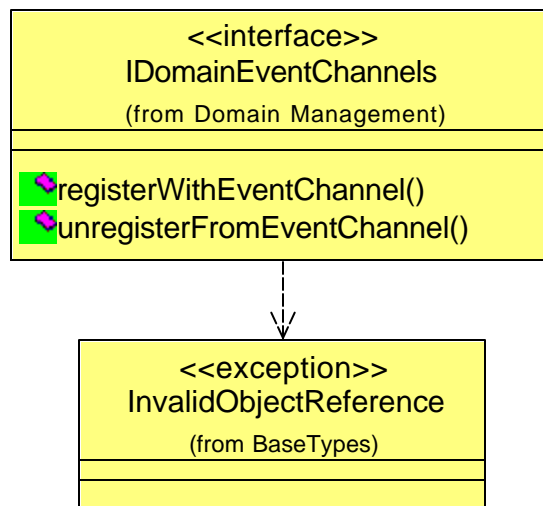 <<interface>>
IDomainEventChannels
(from Domain Management)
registerWithEventChannel()
unregisterFromEventChannel()
<<exception>>
InvalidObjectReference
(from BaseTypes)